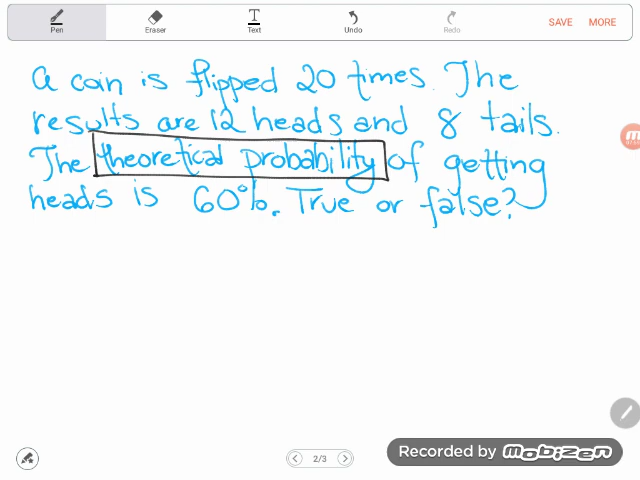 Pen Eraser Text Undo Redo SAVE MORE
a coin is flipped 20 times. The
results are 12 heads and 8 tails.
The theoretical probability of getting
heads is 60%. True or false?
2/3
Recorded by mobizen